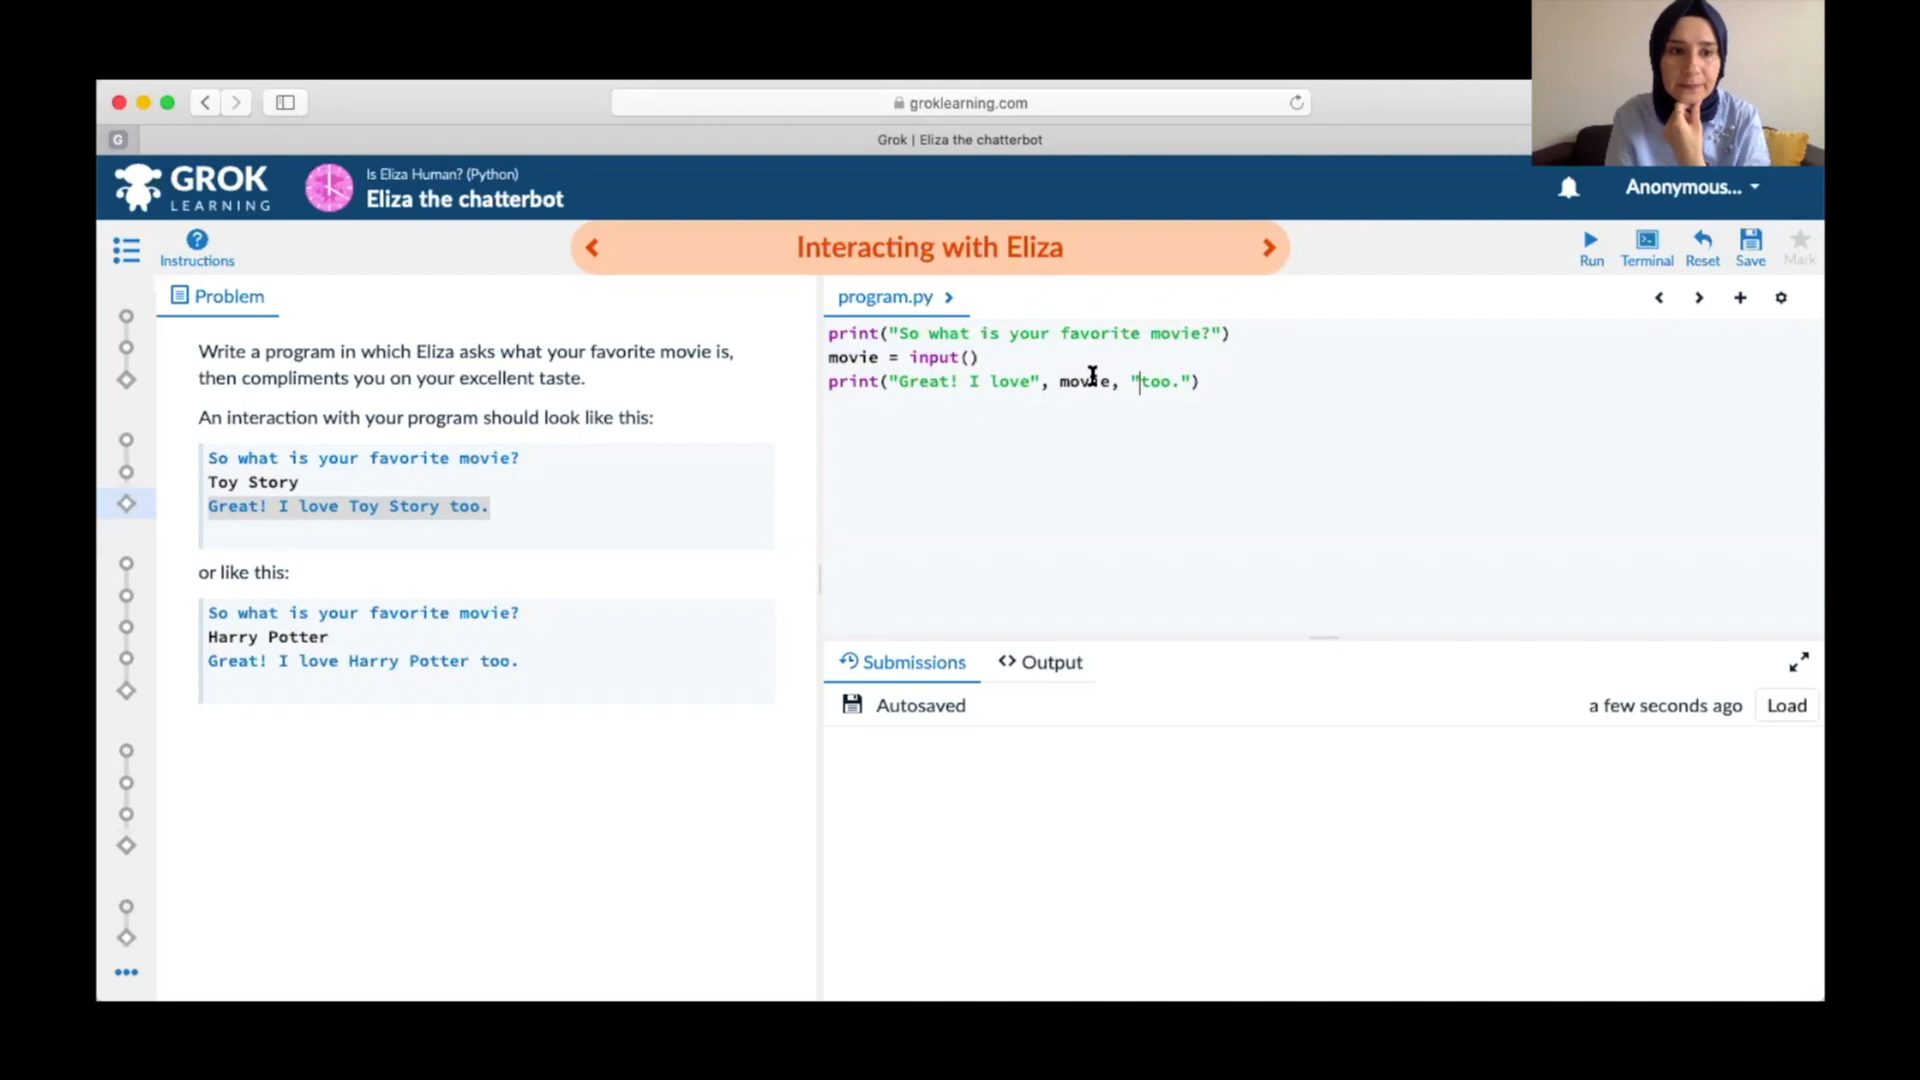 groklearning.com
G
Grok | Eliza the chatterbot
GROK
LEARNING
Is Eliza Human? (Python)
Eliza the chatterbot
Anonymous...
Instructions
Interacting with Eliza
Run
Terminal
Reset
Save
Mark
Problem
Write a program in which Eliza asks what your favorite movie is,
then compliments you on your excellent taste.
An interaction with your program should look like this:
So what is your favorite movie?
Toy Story
Great! I love Toy Story too.
or like this:
So what is your favorite movie?
Harry Potter
Great! I love Harry Potter too.
program.py
print("So what is your favorite movie?")
movie = input()
print("Great! I love", movie, "too.")
Submissions
Output
Autosaved
a few seconds ago
Load